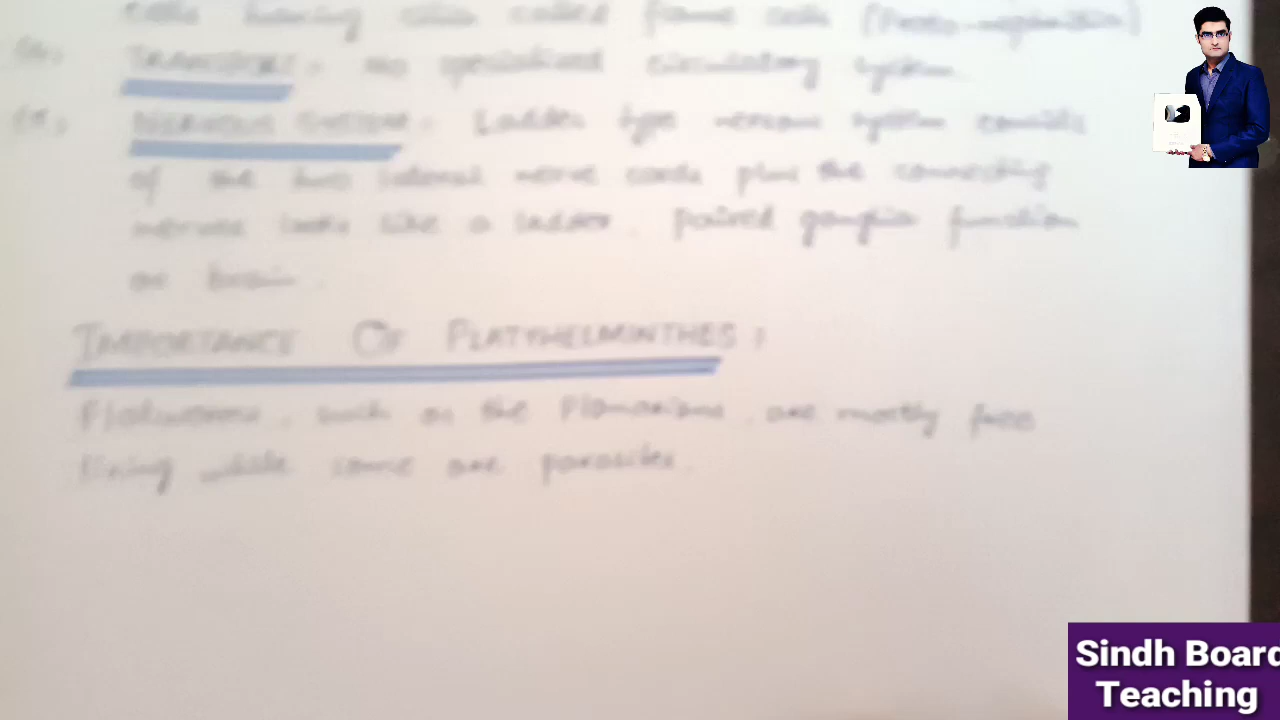 cells having cilia called flame cells (Proto-nephridia)
TRANSPORT: No specialized circulatory system
NERVOUS SYSTEM: Ladder type nervous system consists
of the two lateral nerve cords plus the connecting
nerves looks like a ladder. Paired ganglia function
as brain.
IMPORTANCE OF PLATYHELMINTHES:
Flatworms, such as the Planarians, are mostly free
living while some are parasites.
Sindh Board
Teaching